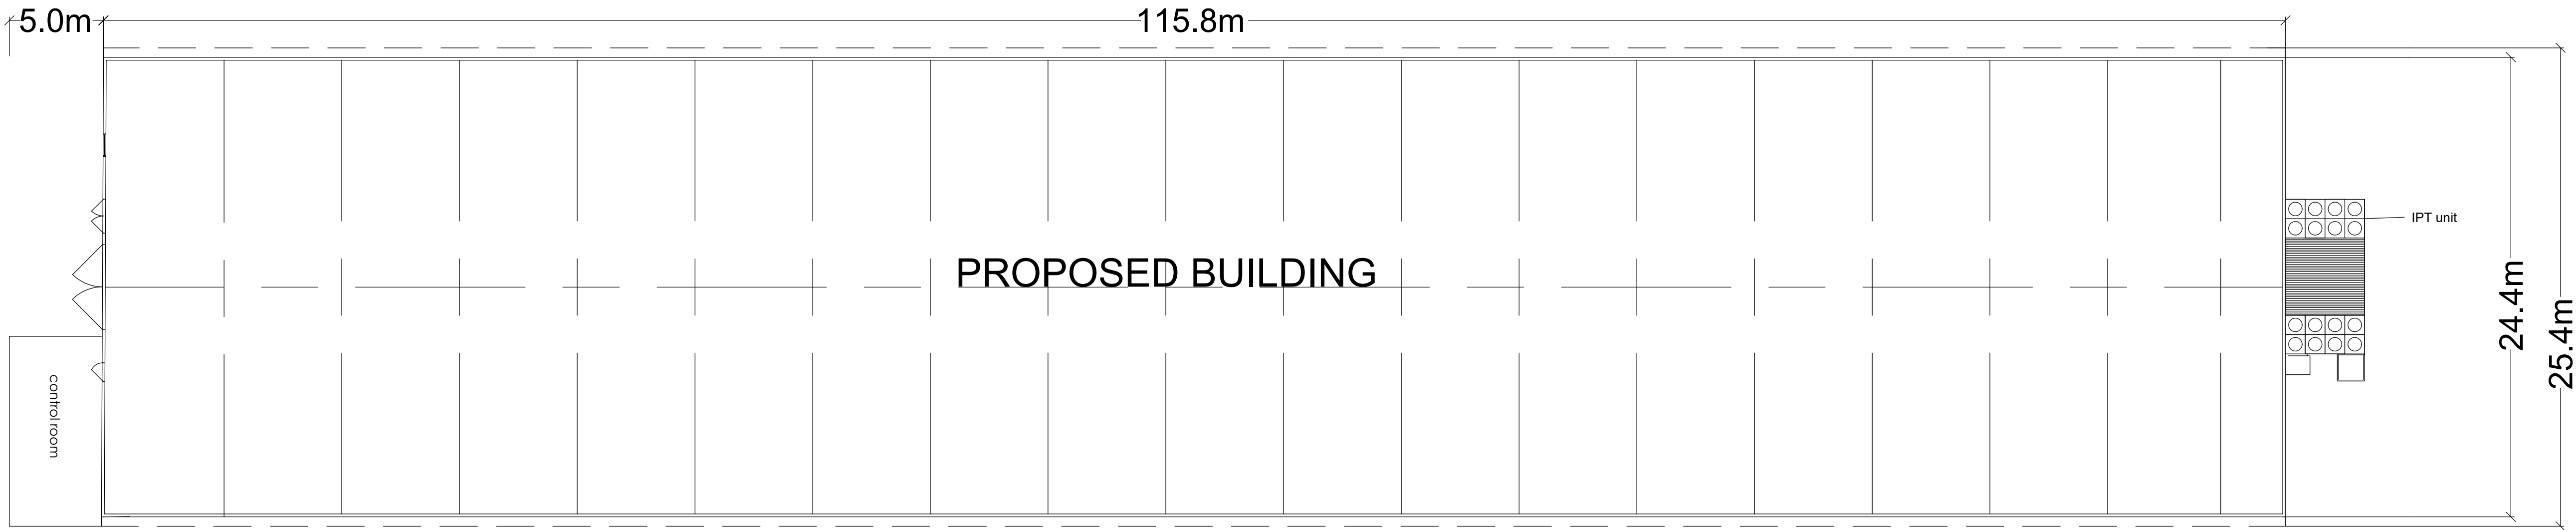 5.0m
115.8m
IPT unit
PROPOSED BUILDING
24.4m
25.4m
control room